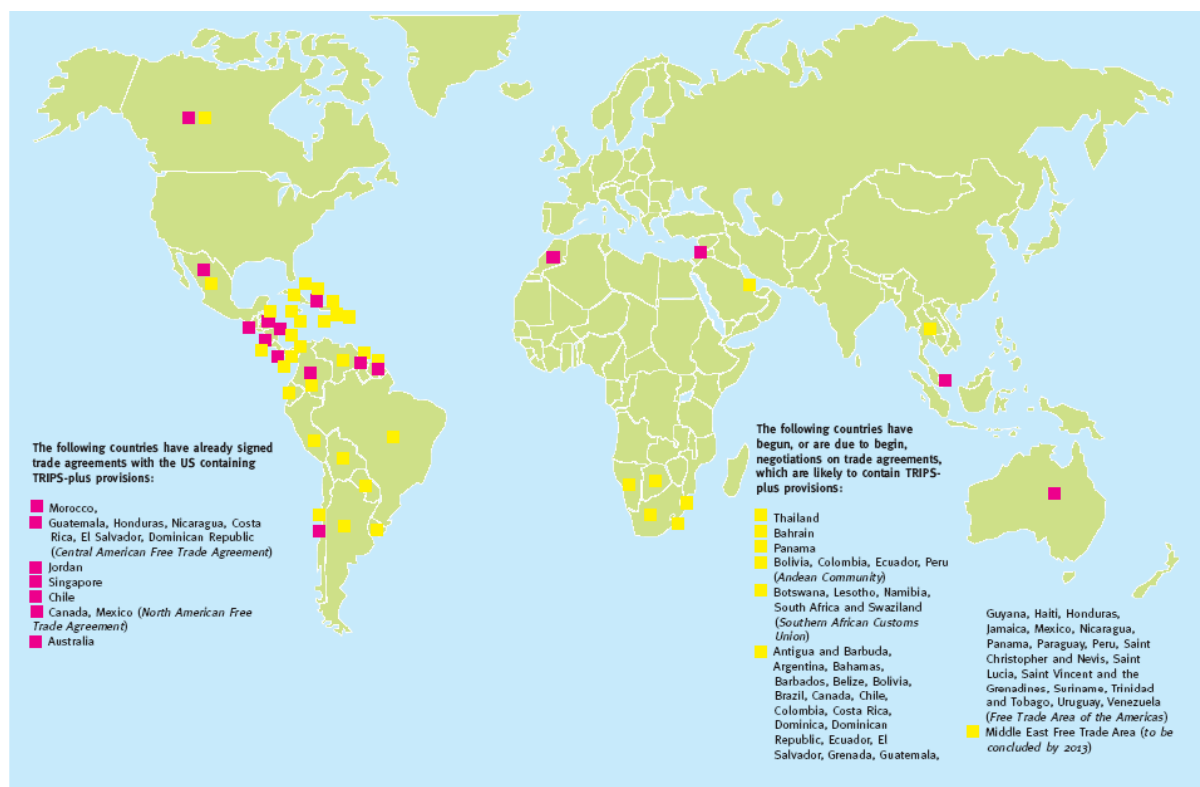 The following countries have already signed
trade agreements with the US containing
TRIPS-plus provisions:
Morocco,
Guatemala, Honduras, Nicaragua, Costa
Rica, El Salvador, Dominican Republic
(Central American Free Trade Agreement)
Jordan
Singapore
Chile
Canada, Mexico (North American Free
Trade Agreement)
Australia
The following countries have
begun, or are due to begin,
negotiations on trade agreements,
which are likely to contain TRIPS-
plus provisions:
Thailand
Bahrain
Panama
Bolivia, Colombia, Ecuador, Peru
(Andean Community)
Botswana, Lesotho, Namibia,
South Africa and Swaziland
(Southern African Customs
Union)
Antigua and Barbuda,
Argentina, Bahamas,
Barbados, Belize, Bolivia,
Brazil, Canada, Chile,
Colombia, Costa Rica,
Dominica, Dominican
Republic, Ecuador, El
Salvador, Grenada, Guatemala,
Guyana, Haiti, Honduras,
Jamaica, Mexico, Nicaragua,
Panama, Paraguay, Peru, Saint
Christopher and Nevis, Saint
Lucia, Saint Vincent and the
Grenadines, Suriname, Trinidad
and Tobago, Uruguay, Venezuela
(Free Trade Area of the Americas)
Middle East Free Trade Area (to be
concluded by 2013)